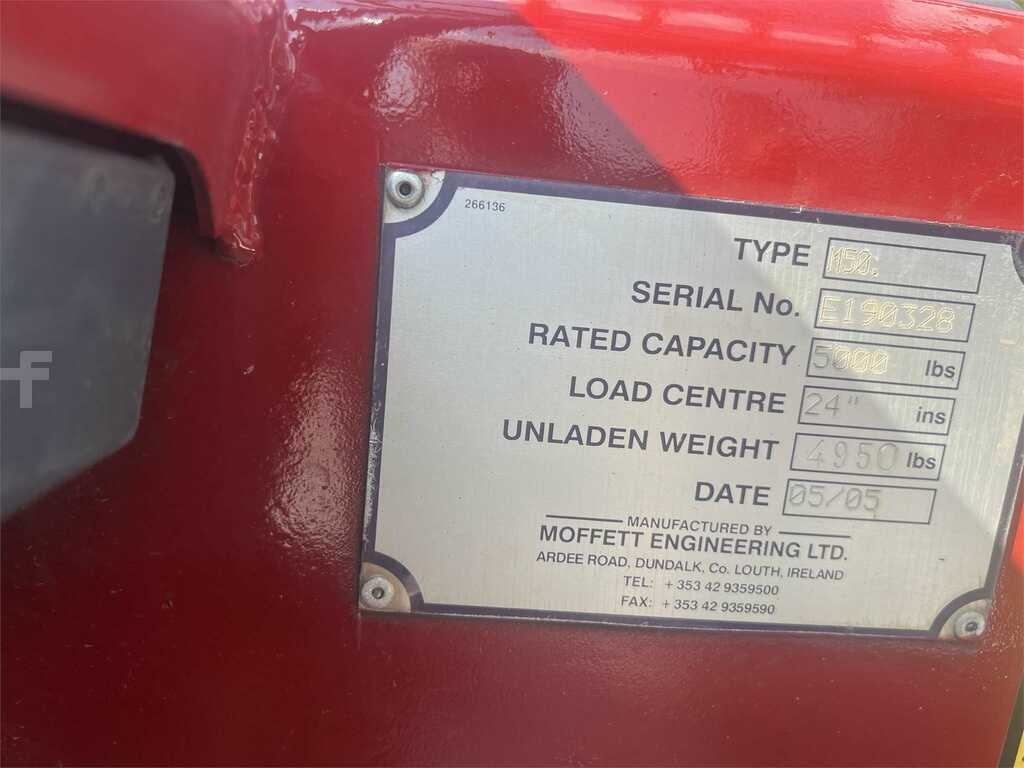 266136
TYPE M50.
SERIAL No. E190328
RATED CAPACITY 5000 lbs
LOAD CENTRE 24" ins
UNLADEN WEIGHT 4950 lbs
DATE 05/05
MANUFACTURED BY
MOFFETT ENGINEERING LTD.
ARDEE ROAD, DUNDALK, Co. LOUTH, IRELAND
TEL: + 353 42 9359500
FAX: + 353 42 9359590
f